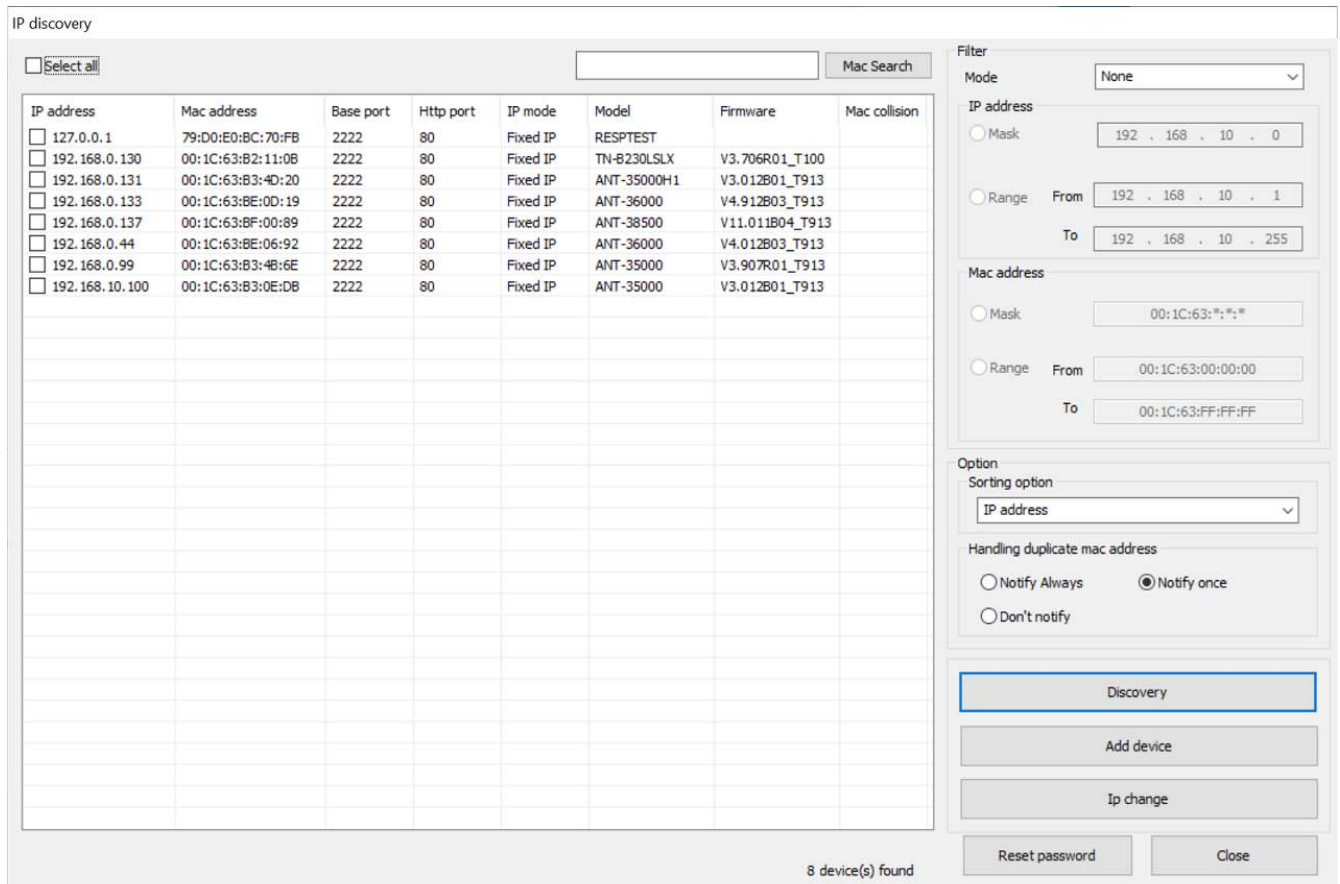 IP discovery
Select all
Mac Search
IP address Mac address Base port Http port IP mode Model Firmware Mac collision
127.0.0.1 79:D0:E0:BC:70:FB 2222 80 Fixed IP RESPTEST
192.168.0.130 00:1C:63:B2:11:0B 2222 80 Fixed IP TN-B230LSLX V3.706R01_T100
192.168.0.131 00:1C:63:B3:4D:20 2222 80 Fixed IP ANT-35000H1 V3.012B01_T913
192.168.0.133 00:1C:63:BE:0D:19 2222 80 Fixed IP ANT-36000 V4.912B03_T913
192.168.0.137 00:1C:63:BF:00:89 2222 80 Fixed IP ANT-38500 V11.011B04_T913
192.168.0.44 00:1C:63:BE:06:92 2222 80 Fixed IP ANT-36000 V4.012B03_T913
192.168.0.99 00:1C:63:B3:4B:6E 2222 80 Fixed IP ANT-35000 V3.907R01_T913
192.168.10.100 00:1C:63:B3:0E:DB 2222 80 Fixed IP ANT-35000 V3.012B01_T913
8 device(s) found
Filter
Mode None
IP address
Mask 192 . 168 . 10 . 0
Range From 192 . 168 . 10 . 1
To 192 . 168 . 10 . 255
Mac address
Mask 00:1C:63:*:*:*
Range From 00:1C:63:00:00:00
To 00:1C:63:FF:FF:FF
Option
Sorting option
IP address
Handling duplicate mac address
Notify Always Notify once
Don't notify
Discovery
Add device
Ip change
Reset password Close